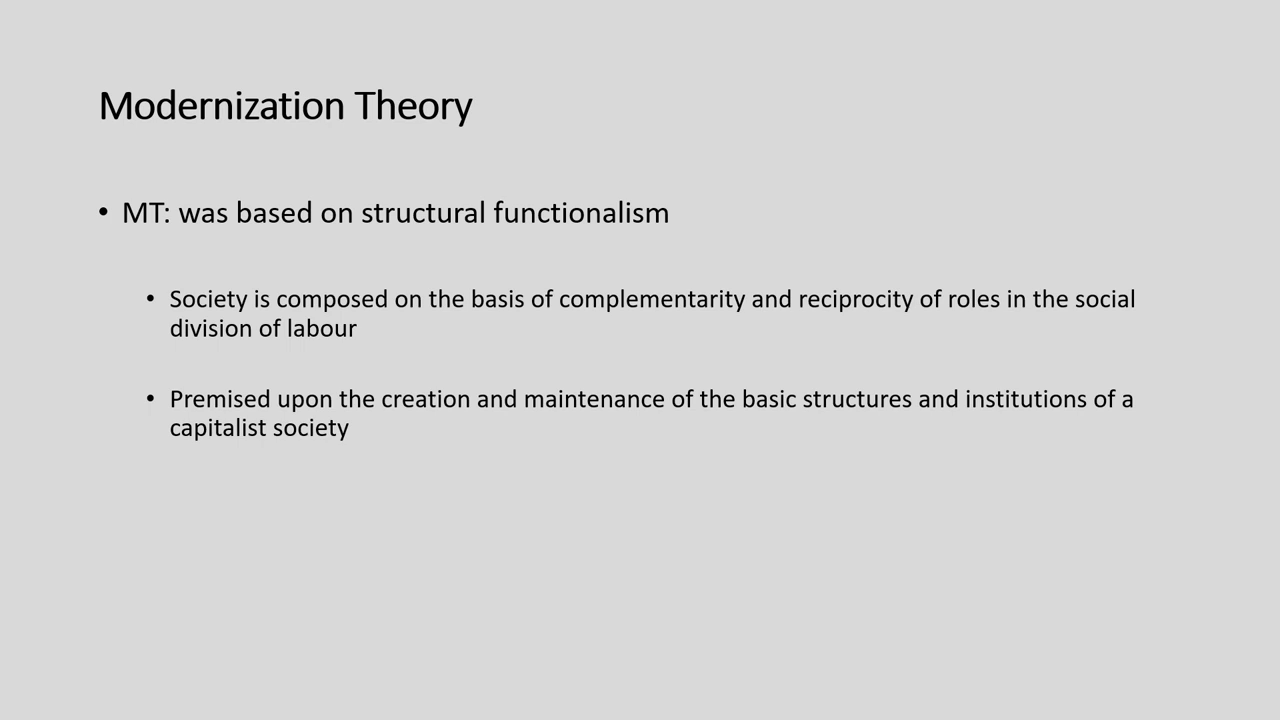 Modernization Theory
• MT: was based on structural functionalism
• Society is composed on the basis of complementarity and reciprocity of roles in the social
division of labour
• Premised upon the creation and maintenance of the basic structures and institutions of a
capitalist society